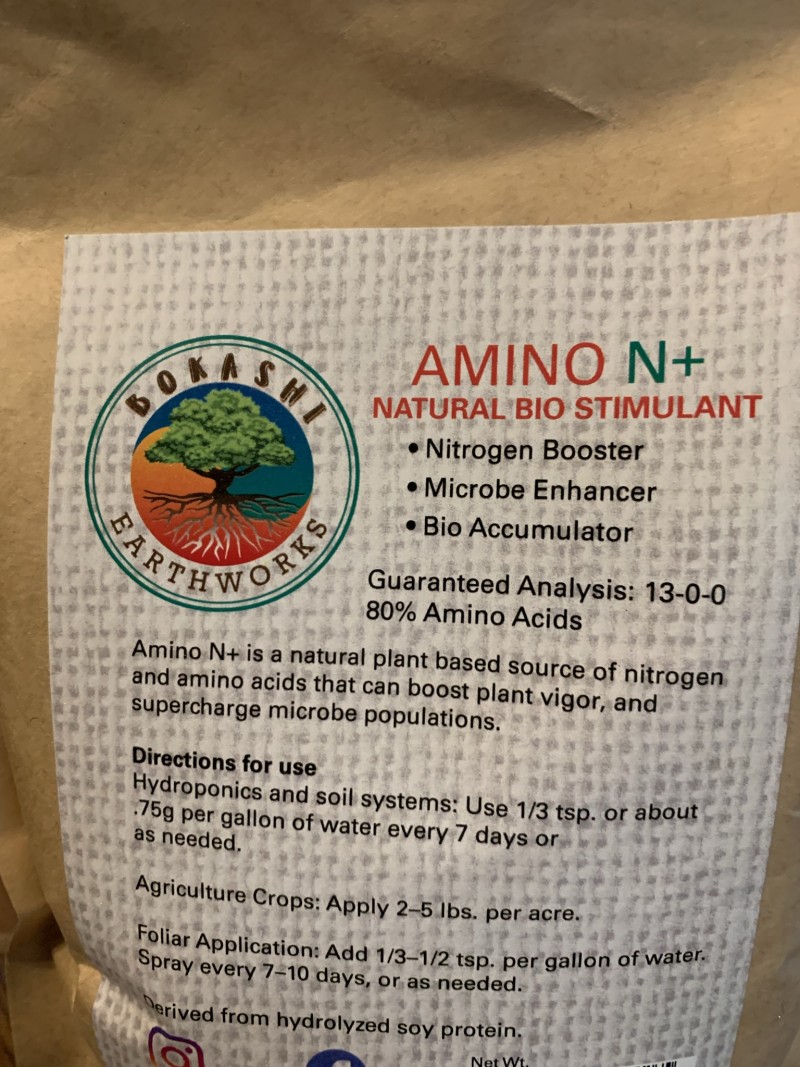 BOKASHI
EARTHWORKS
AMINO N+
NATURAL BIO STIMULANT
• Nitrogen Booster
• Microbe Enhancer
• Bio Accumulator
Guaranteed Analysis: 13-0-0
80% Amino Acids
Amino N+ is a natural plant based source of nitrogen
and amino acids that can boost plant vigor, and
supercharge microbe populations.
Directions for use
Hydroponics and soil systems: Use 1/3 tsp. or about
.75g per gallon of water every 7 days or
as needed.
Agriculture Crops: Apply 2–5 lbs. per acre.
Foliar Application: Add 1/3–1/2 tsp. per gallon of water.
Spray every 7–10 days, or as needed.
Derived from hydrolyzed soy protein.
Net Wt.